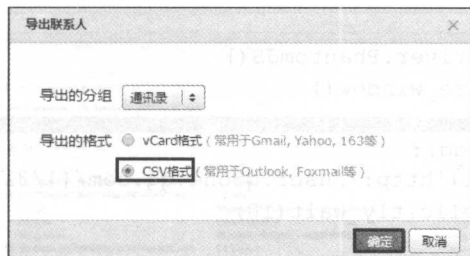 导出联系人 ×
导出的分组 通讯录
导出的格式 vCard格式（常用于Gmail, Yahoo, 163等）
CSV格式（常用于Outlook, Foxmail等）
确定 取消